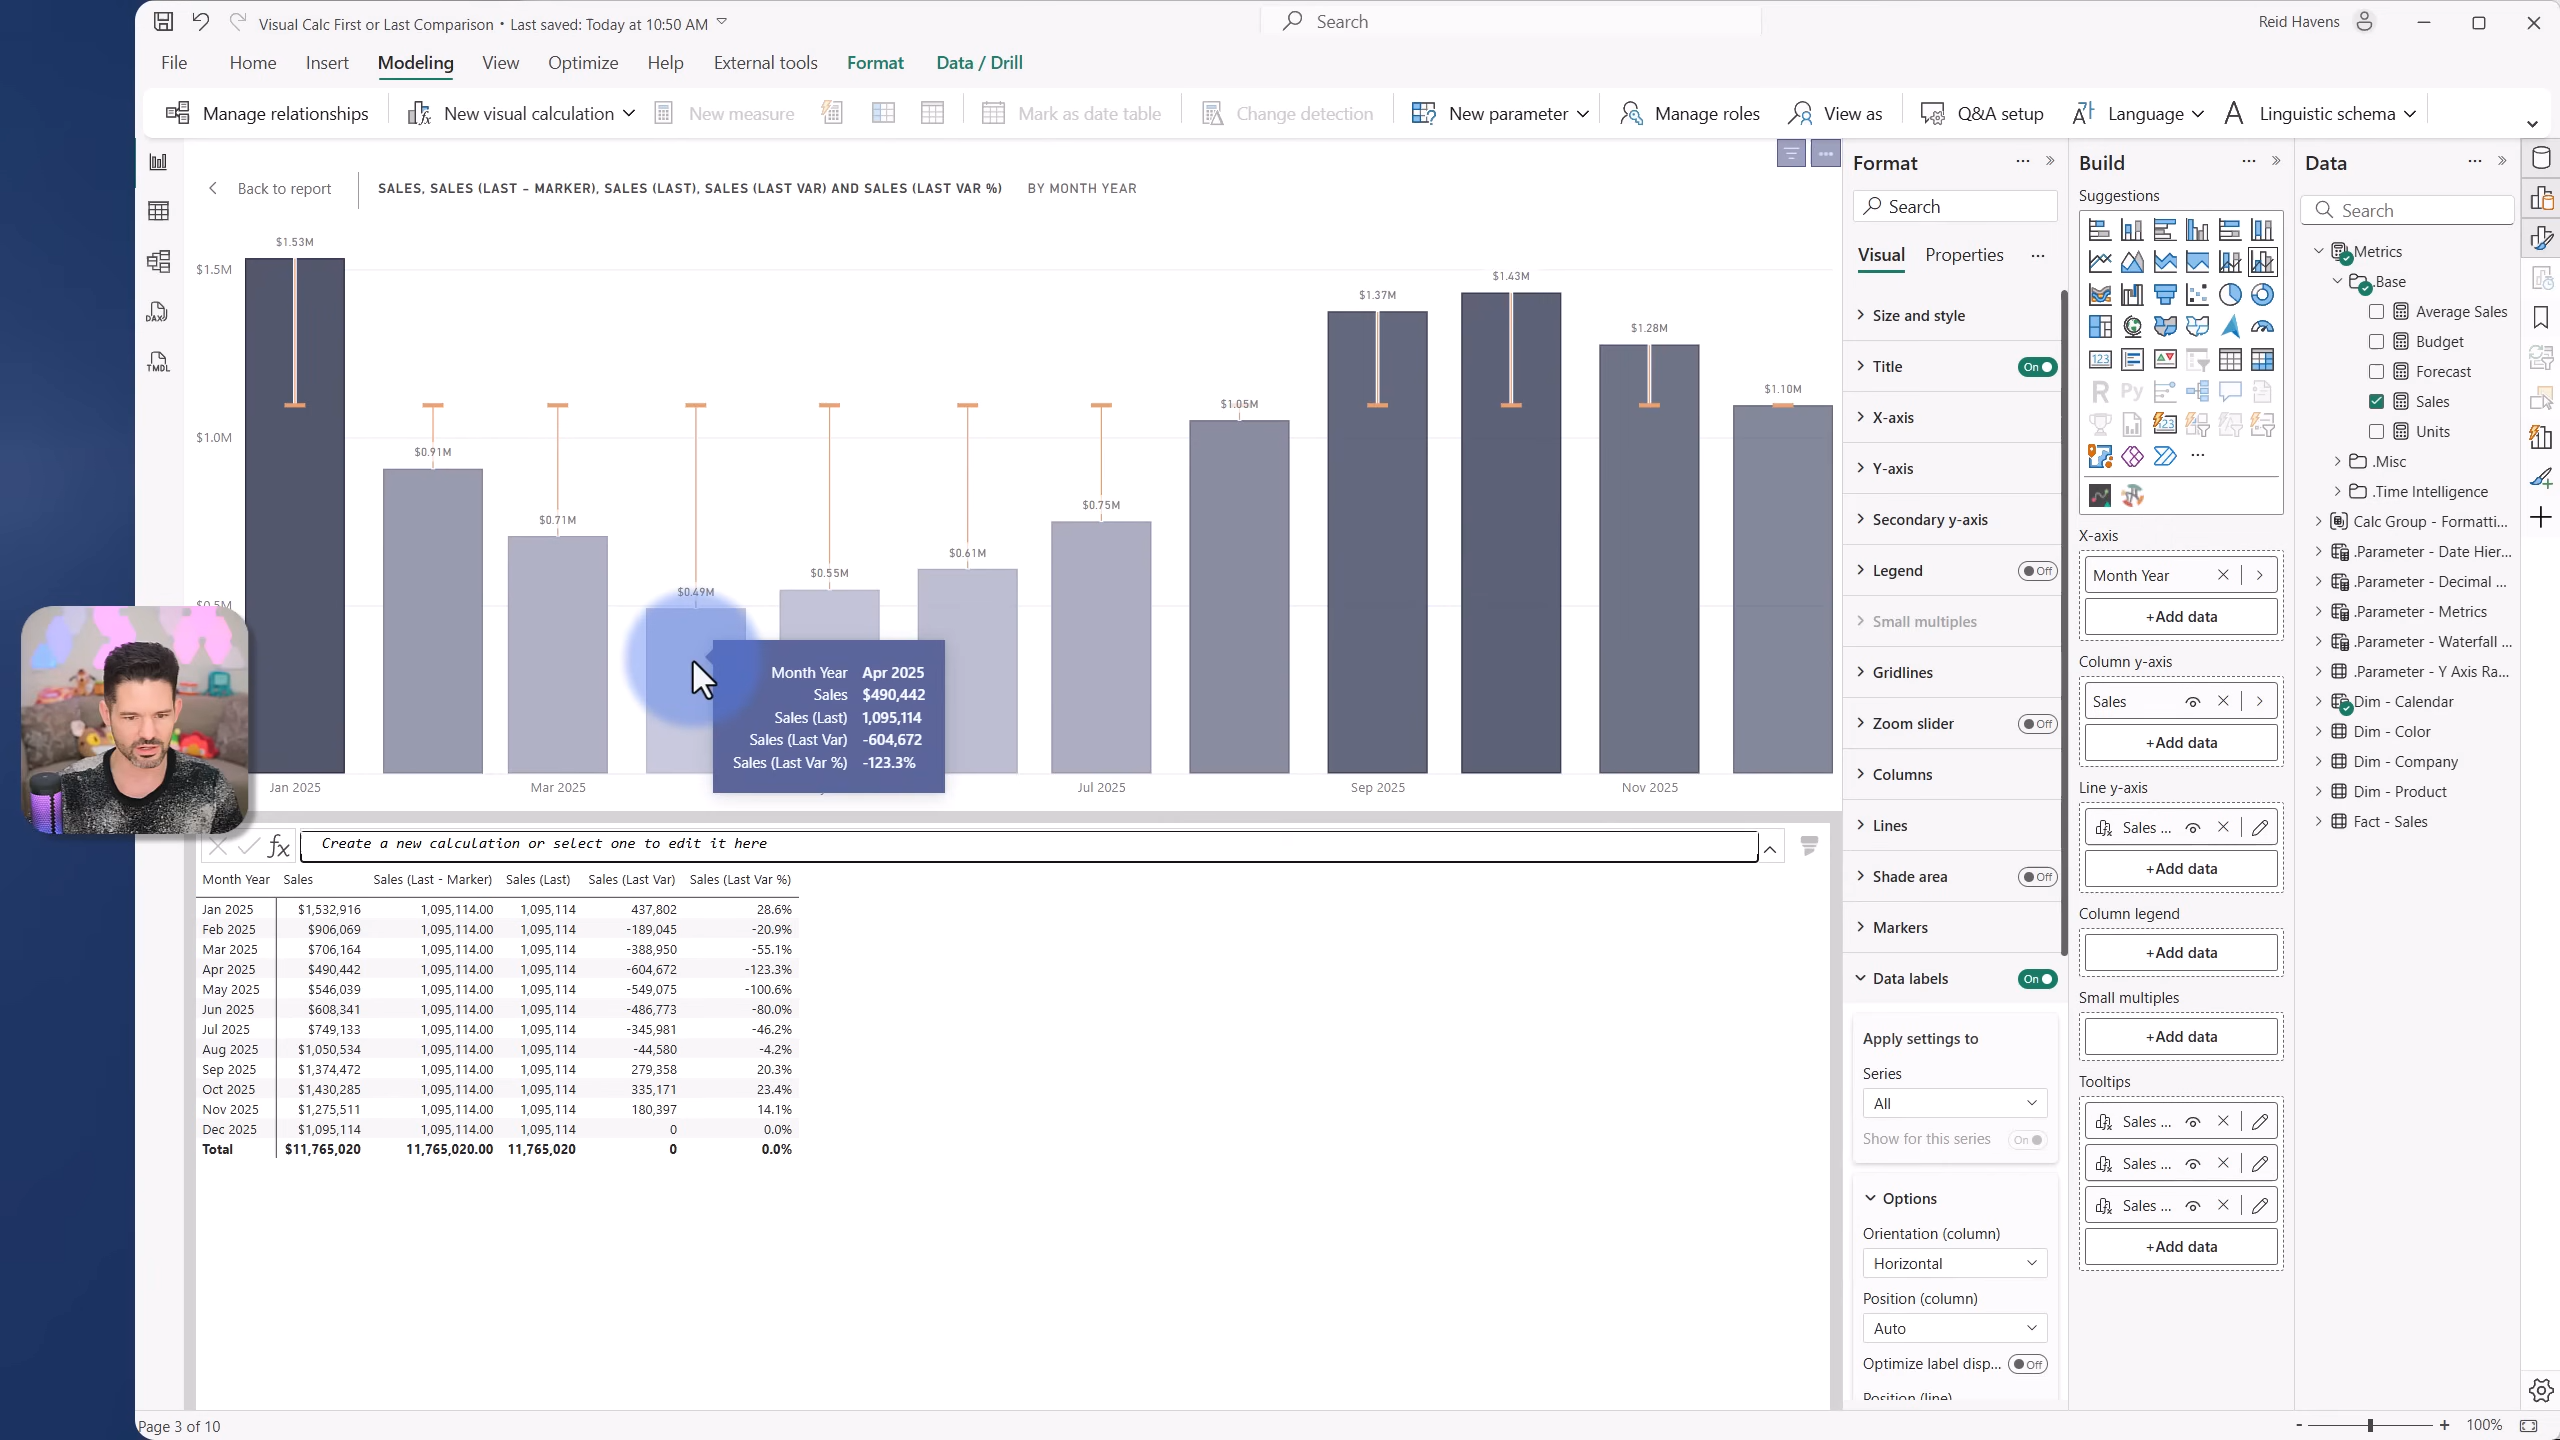 Visual Calc First or Last Comparison • Last saved: Today at 10:50 AM
Search
Reid Havens
File
Home
Insert
Modeling
View
Optimize
Help
External tools
Format
Data / Drill
Manage relationships
New visual calculation
New measure
Mark as date table
Change detection
New parameter
Manage roles
View as
Q&A setup
Language
Linguistic schema
Back to report
SALES, SALES (LAST - MARKER), SALES (LAST), SALES (LAST VAR) AND SALES (LAST VAR %) BY MONTH YEAR
DAX
TMDL
$1.5M
$1.0M
$0.5M
$1.53M
$0.91M
$0.71M
$0.49M
$0.55M
$0.61M
$0.75M
$1.05M
$1.37M
$1.43M
$1.28M
$1.10M
Month Year Apr 2025
Sales $490,442
Sales (Last) 1,095,114
Sales (Last Var) -604,672
Sales (Last Var %) -123.3%
Jan 2025
Mar 2025
Jul 2025
Sep 2025
Nov 2025
fx
Create a new calculation or select one to edit it here
Month Year Sales Sales (Last - Marker) Sales (Last) Sales (Last Var) Sales (Last Var %)
Jan 2025 $1,532,916 1,095,114.00 1,095,114 437,802 28.6%
Feb 2025 $906,069 1,095,114.00 1,095,114 -189,045 -20.9%
Mar 2025 $706,164 1,095,114.00 1,095,114 -388,950 -55.1%
Apr 2025 $490,442 1,095,114.00 1,095,114 -604,672 -123.3%
May 2025 $546,039 1,095,114.00 1,095,114 -549,075 -100.6%
Jun 2025 $608,341 1,095,114.00 1,095,114 -486,773 -80.0%
Jul 2025 $749,133 1,095,114.00 1,095,114 -345,981 -46.2%
Aug 2025 $1,050,534 1,095,114.00 1,095,114 -44,580 -4.2%
Sep 2025 $1,374,472 1,095,114.00 1,095,114 279,358 20.3%
Oct 2025 $1,430,285 1,095,114.00 1,095,114 335,171 23.4%
Nov 2025 $1,275,511 1,095,114.00 1,095,114 180,397 14.1%
Dec 2025 $1,095,114 1,095,114.00 1,095,114 0 0.0%
Total $11,765,020 11,765,020.00 11,765,020 0 0.0%
Format
Search
Visual
Properties
Size and style
Title
On
X-axis
Y-axis
Secondary y-axis
Legend
Off
Small multiples
Gridlines
Zoom slider
Off
Columns
Lines
Shade area
Off
Markers
Data labels
On
Apply settings to
Series
All
Show for this series
On
Options
Orientation (column)
Horizontal
Position (column)
Auto
Optimize label disp...
Off
Position (line)
Build
Suggestions
123
R
Py
123
X-axis
Month Year
+Add data
Column y-axis
Sales
+Add data
Line y-axis
Sales ...
+Add data
Column legend
+Add data
Small multiples
+Add data
Tooltips
Sales ...
Sales ...
Sales ...
+Add data
Data
Search
Metrics
.Base
Average Sales
Budget
Forecast
Sales
Units
.Misc
.Time Intelligence
Calc Group - Formatti...
.Parameter - Date Hier...
.Parameter - Decimal ...
.Parameter - Metrics
.Parameter - Waterfall ...
.Parameter - Y Axis Ra...
Dim - Calendar
Dim - Color
Dim - Company
Dim - Product
Fact - Sales
Page 3 of 10
100%